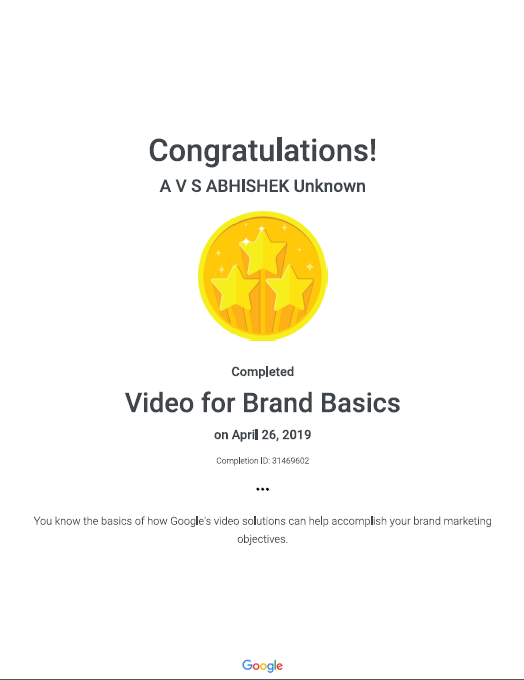 Congratulations!
A V S ABHISHEK Unknown
Completed
Video for Brand Basics
on April 26, 2019
Completion ID: 31469602
•••
You know the basics of how Google's video solutions can help accomplish your brand marketing
objectives.
Google